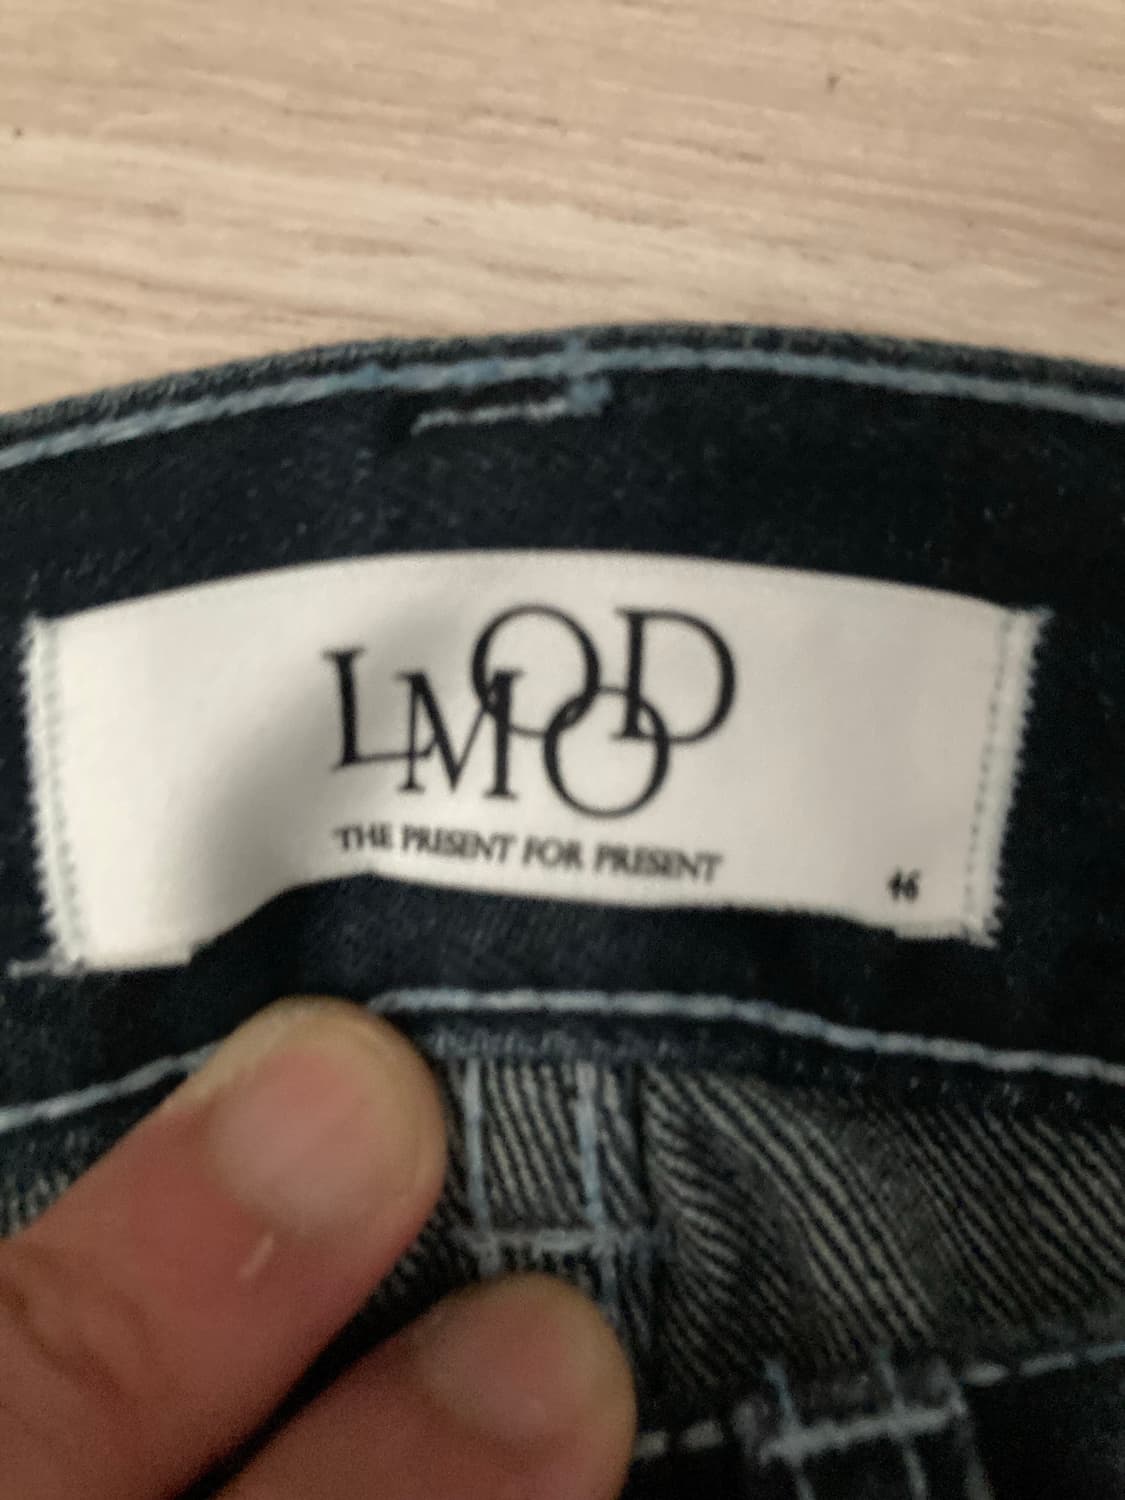 LMOOD
THE PRESENT FOR PRESENT
46